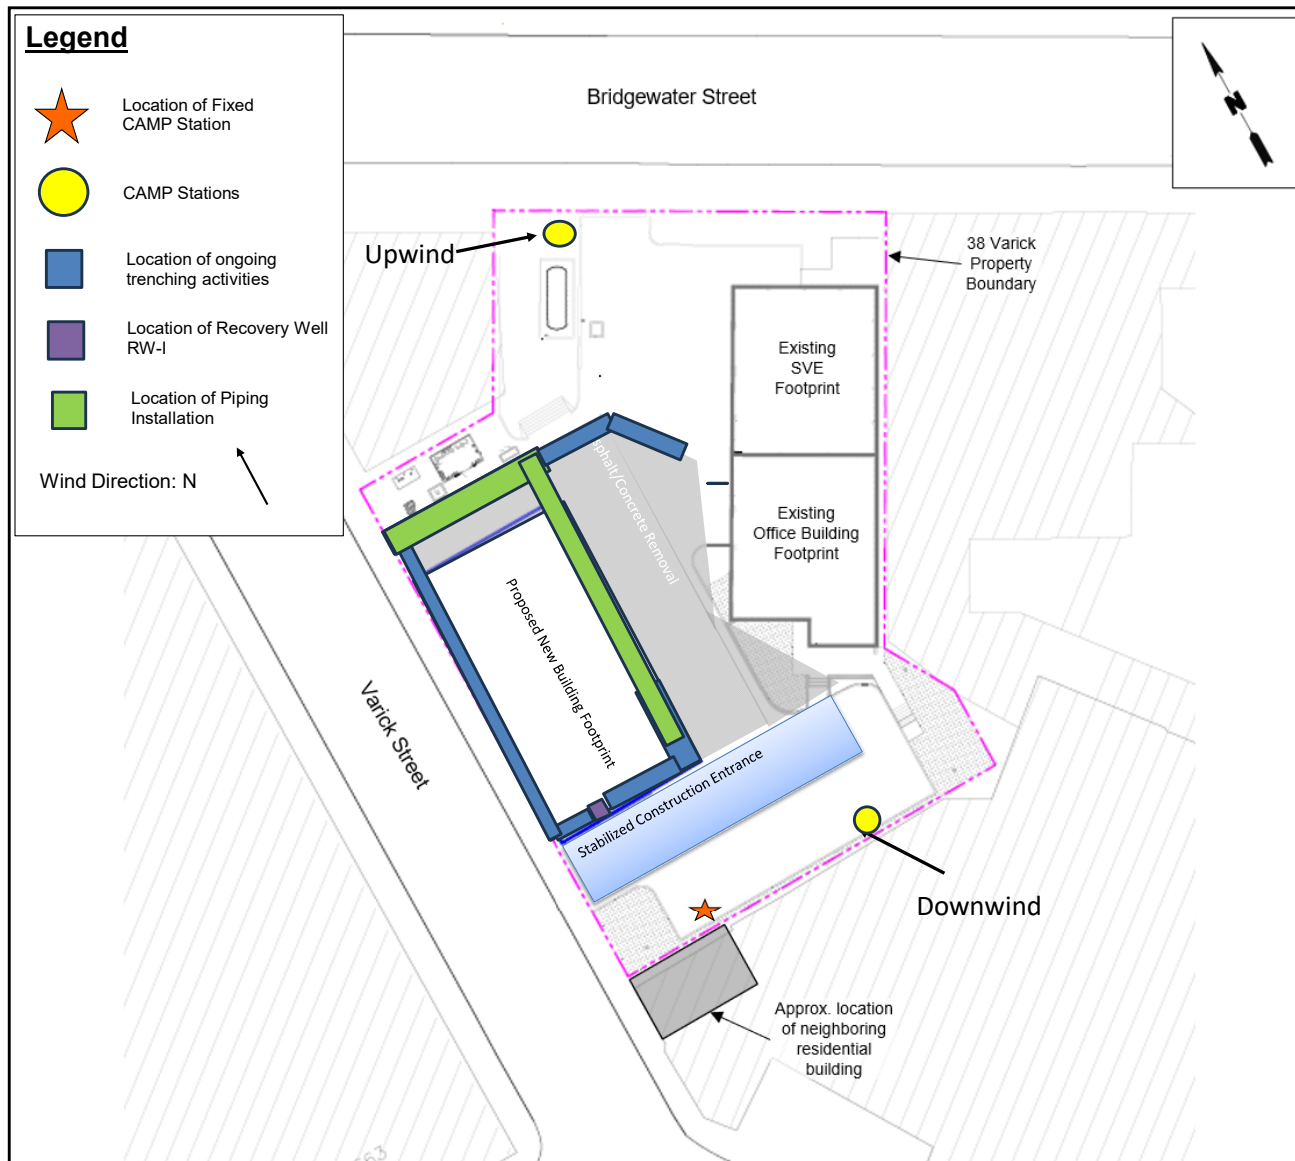 Legend
Location of Fixed
CAMP Station
CAMP Stations
Location of ongoing
trenching activities
Location of Recovery Well
RW-I
Location of Piping
Installation
Wind Direction: N
Bridgewater Street
N
Upwind
38 Varick
Property
Boundary
Existing
SVE
Footprint
Existing
Office Building
Footprint
sphalt/Concrete Removal
Proposed New Building Footprint
Varick Street
Stabilized Construction Entrance
Downwind
Approx. location
of neighboring
residential
building